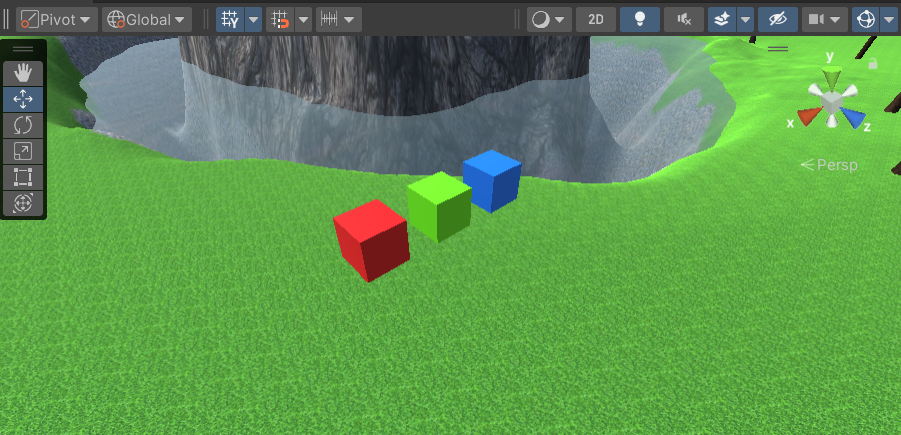 Pivot Global Y 2D
y
x z
Persp